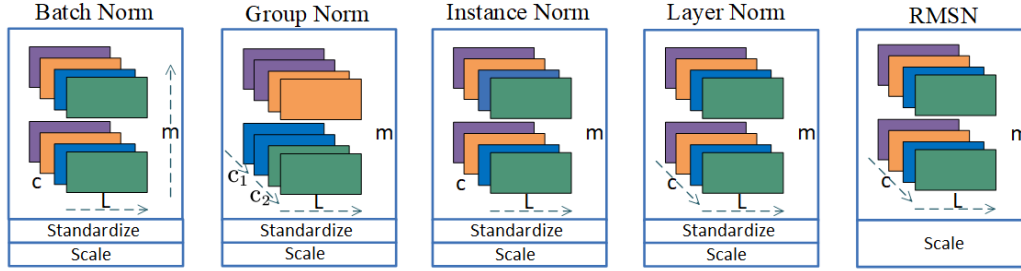 Batch Norm
m
c
L
Standardize
Scale
Group Norm
m
c1
c2
L
Standardize
Scale
Instance Norm
m
c
L
Standardize
Scale
Layer Norm
m
c
L
Standardize
Scale
RMSN
m
c
L
Scale